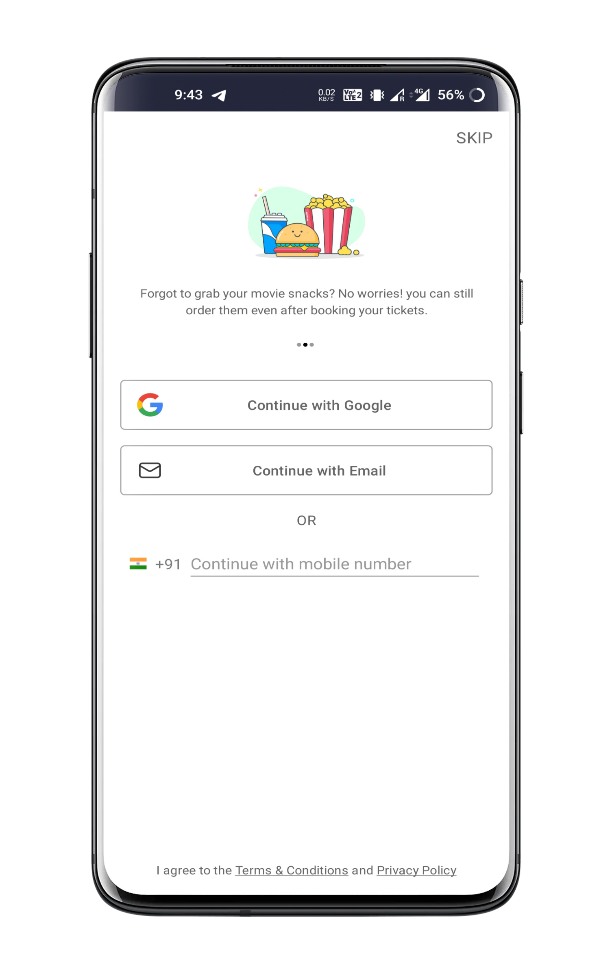 9:43 0.02 KB/S Vo) LTE2 R 4G 56%
SKIP
Forgot to grab your movie snacks? No worries! you can still
order them even after booking your tickets.
Continue with Google
Continue with Email
OR
+91 Continue with mobile number
I agree to the Terms & Conditions and Privacy Policy